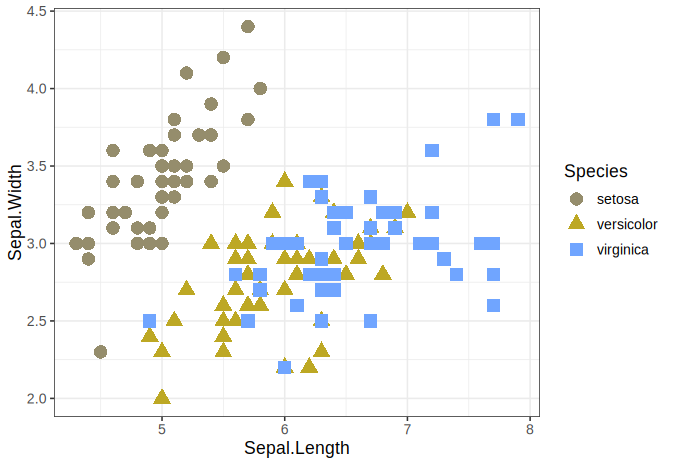 4.5
4.0
3.5
3.0
2.5
2.0
Sepal.Width
5 6 7 8
Sepal.Length
Species
setosa
versicolor
virginica